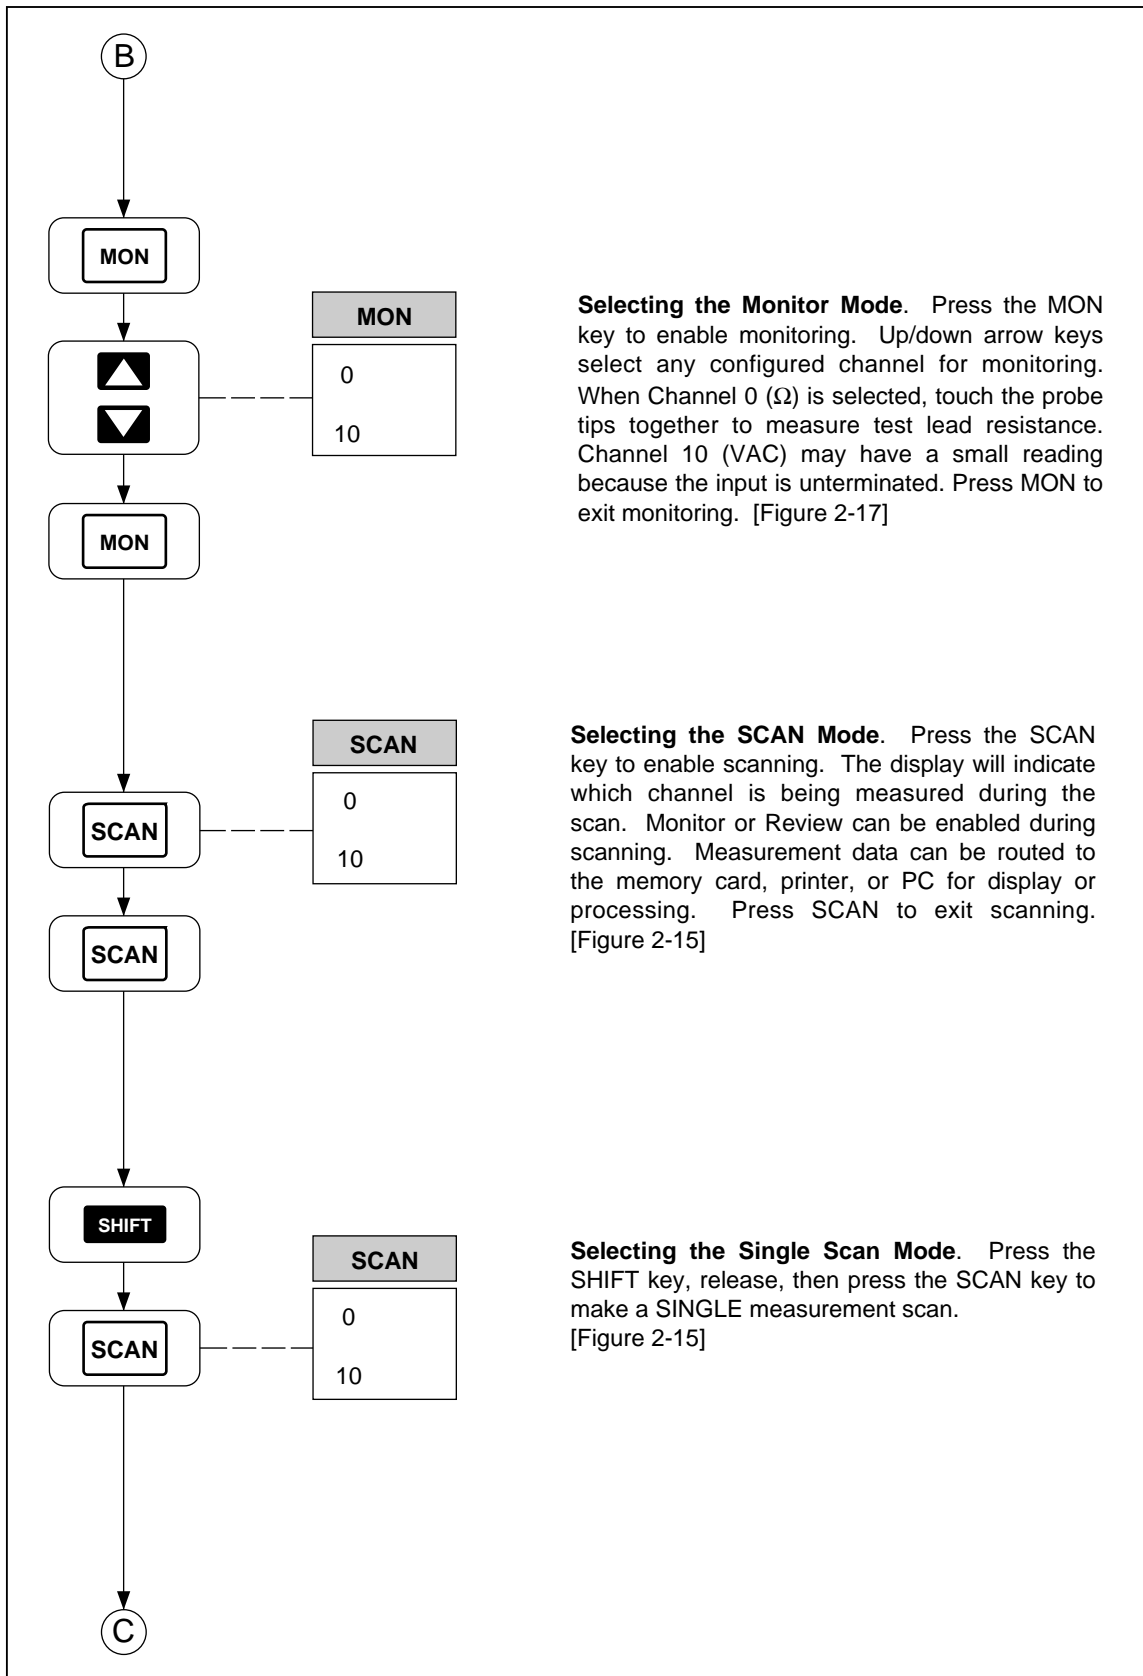 B
MON
MON
0
10
Selecting the Monitor Mode. Press the MON
key to enable monitoring. Up/down arrow keys
select any configured channel for monitoring.
When Channel 0 (Ω) is selected, touch the probe
tips together to measure test lead resistance.
Channel 10 (VAC) may have a small reading
because the input is unterminated. Press MON to
exit monitoring. [Figure 2-17]
MON
SCAN
SCAN
0
10
Selecting the SCAN Mode. Press the SCAN
key to enable scanning. The display will indicate
which channel is being measured during the
scan. Monitor or Review can be enabled during
scanning. Measurement data can be routed to
the memory card, printer, or PC for display or
processing. Press SCAN to exit scanning.
[Figure 2-15]
SCAN
SHIFT
SCAN
SCAN
0
10
Selecting the Single Scan Mode. Press the
SHIFT key, release, then press the SCAN key to
make a SINGLE measurement scan.
[Figure 2-15]
C